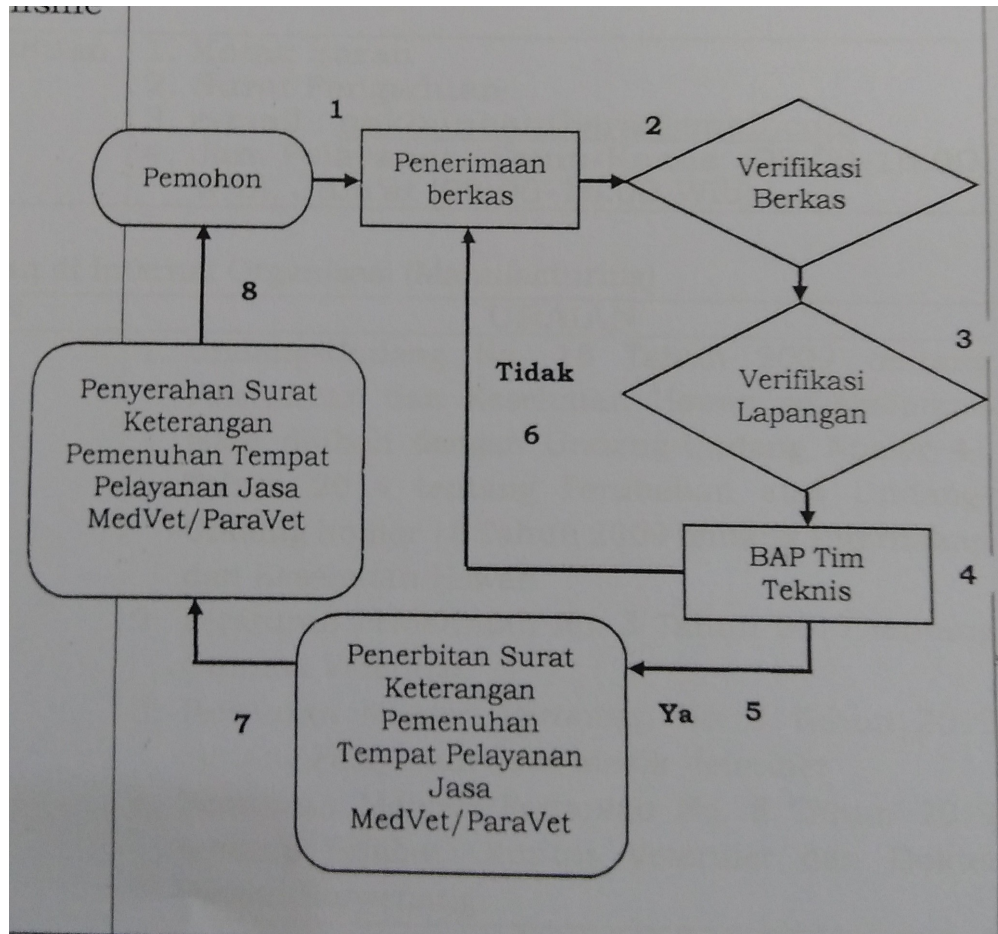 1
2
Pemohon
Penerimaan
berkas
Verifikasi
Berkas
8
3
Tidak
6
Verifikasi
Lapangan
Penyerahan Surat
Keterangan
Pemenuhan Tempat
Pelayanan Jasa
MedVet/ParaVet
BAP Tim
Teknis
4
Penerbitan Surat
Keterangan
Pemenuhan
Tempat Pelayanan
Jasa
MedVet/ParaVet
7
Ya
5